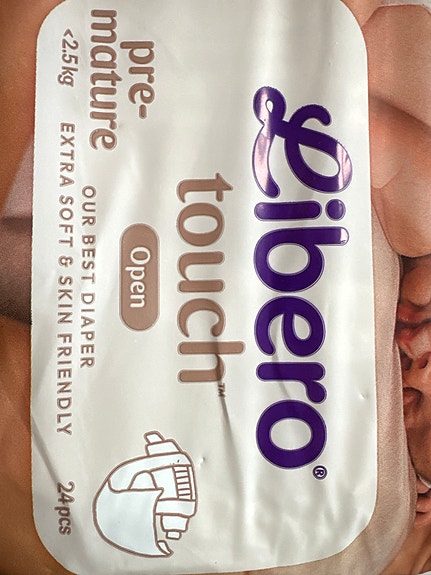 Libero®
touch™
Open
pre-
mature
<2.5kg
OUR BEST DIAPER
EXTRA SOFT & SKIN FRIENDLY
24pcs